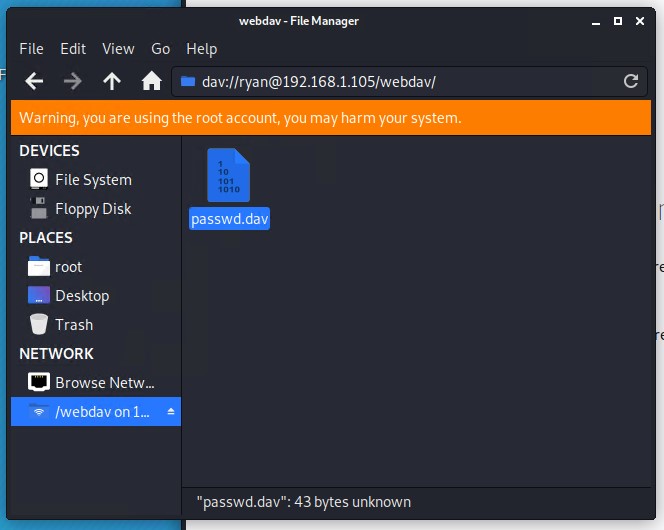 webdav - File Manager
File Edit View Go Help
dav://ryan@192.168.1.105/webdav/
Warning, you are using the root account, you may harm your system.
DEVICES
File System
Floppy Disk
PLACES
root
Desktop
Trash
NETWORK
Browse Netw...
/webdav on 1...
1
10
101
1010
passwd.dav
"passwd.dav": 43 bytes unknown